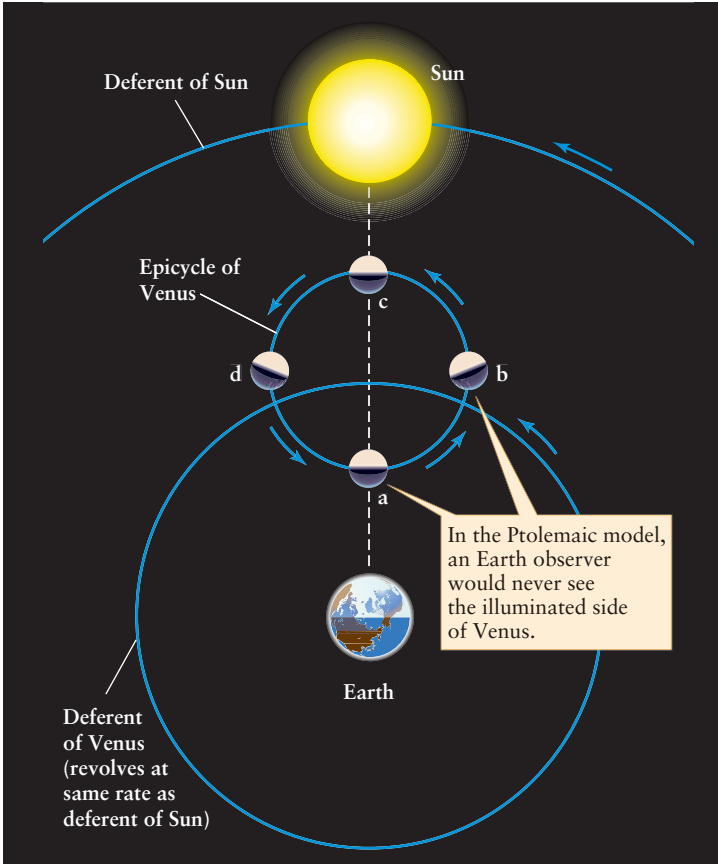 Deferent of Sun
Sun
Epicycle of
Venus
c
d
b
a
In the Ptolemaic model,
an Earth observer
would never see
the illuminated side
of Venus.
Earth
Deferent
of Venus
(revolves at
same rate as
deferent of Sun)